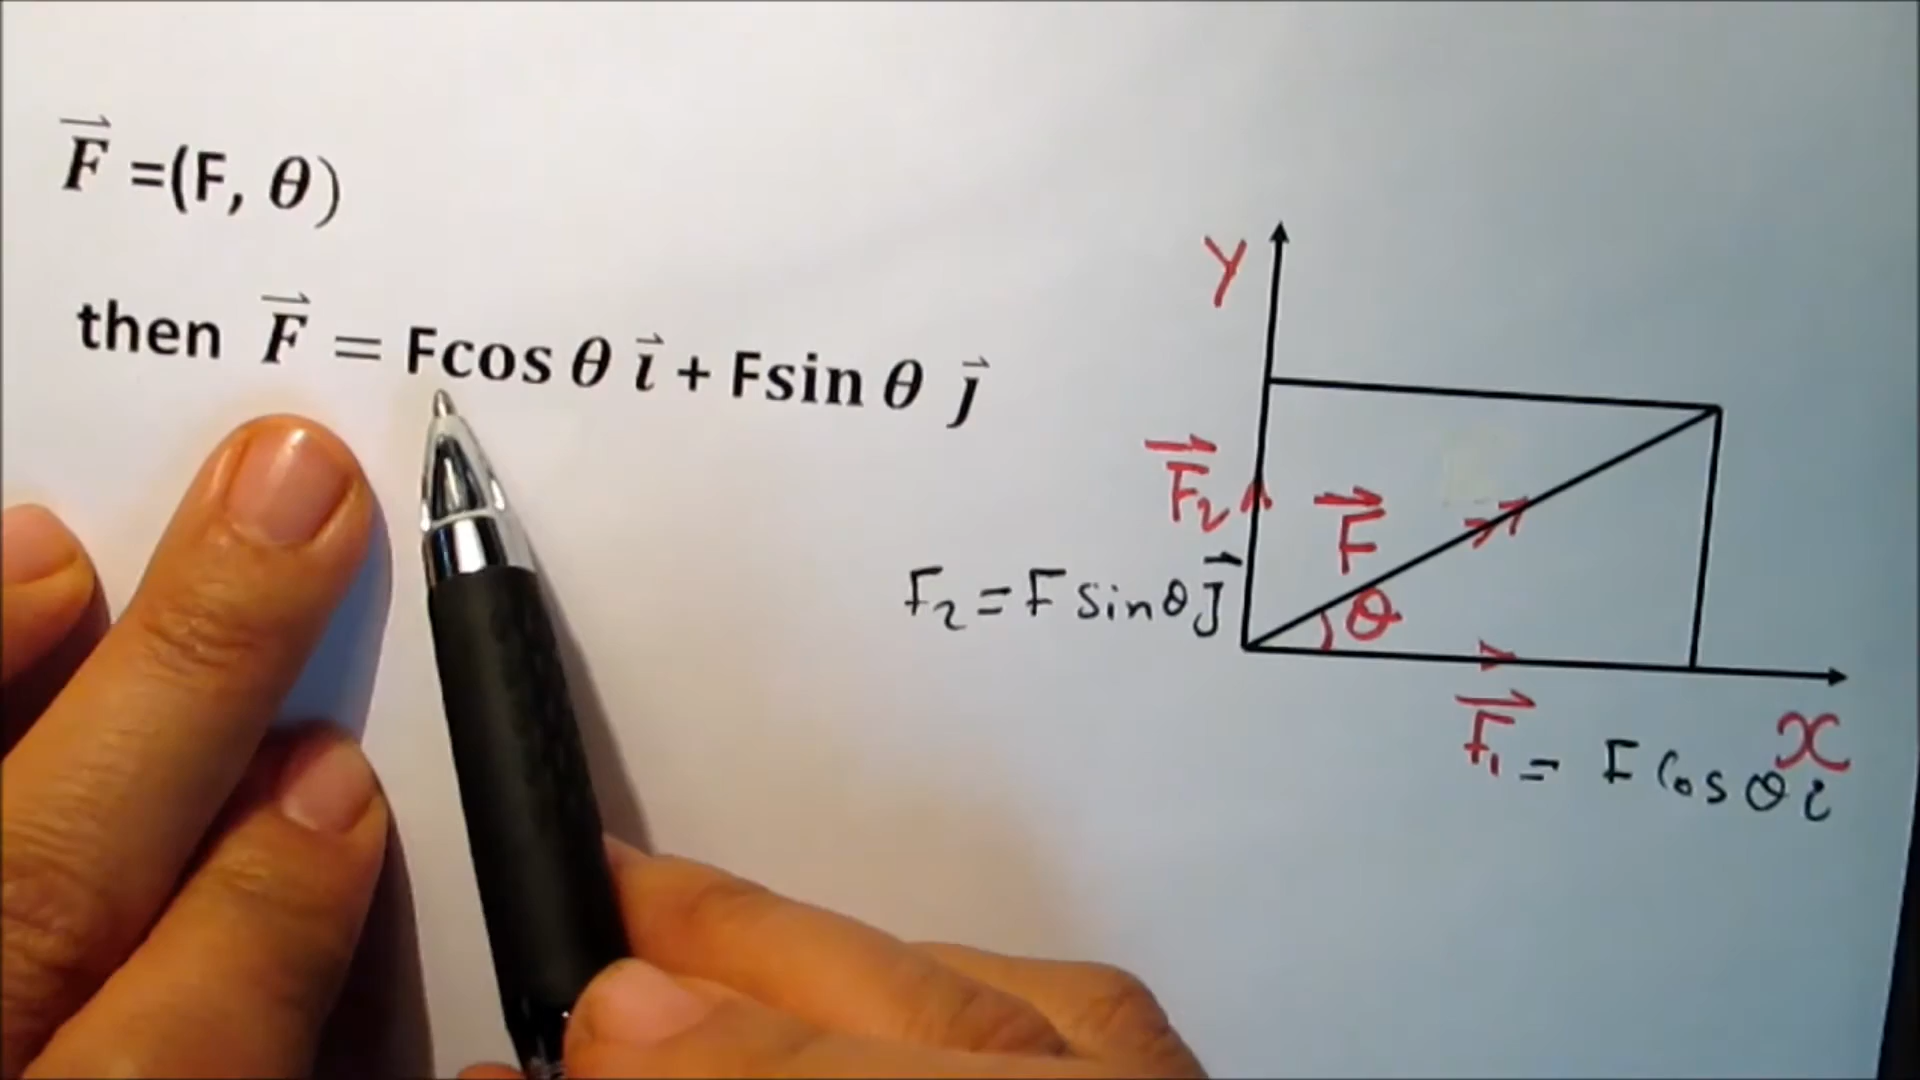 F⃗ =(F, θ)
then F⃗ = Fcos θ i⃗ + Fsin θ j⃗
Y
F⃗₂
F⃗
θ
F₂ = F sinθ j⃗
F⃗₁ = F Cos θ i
x